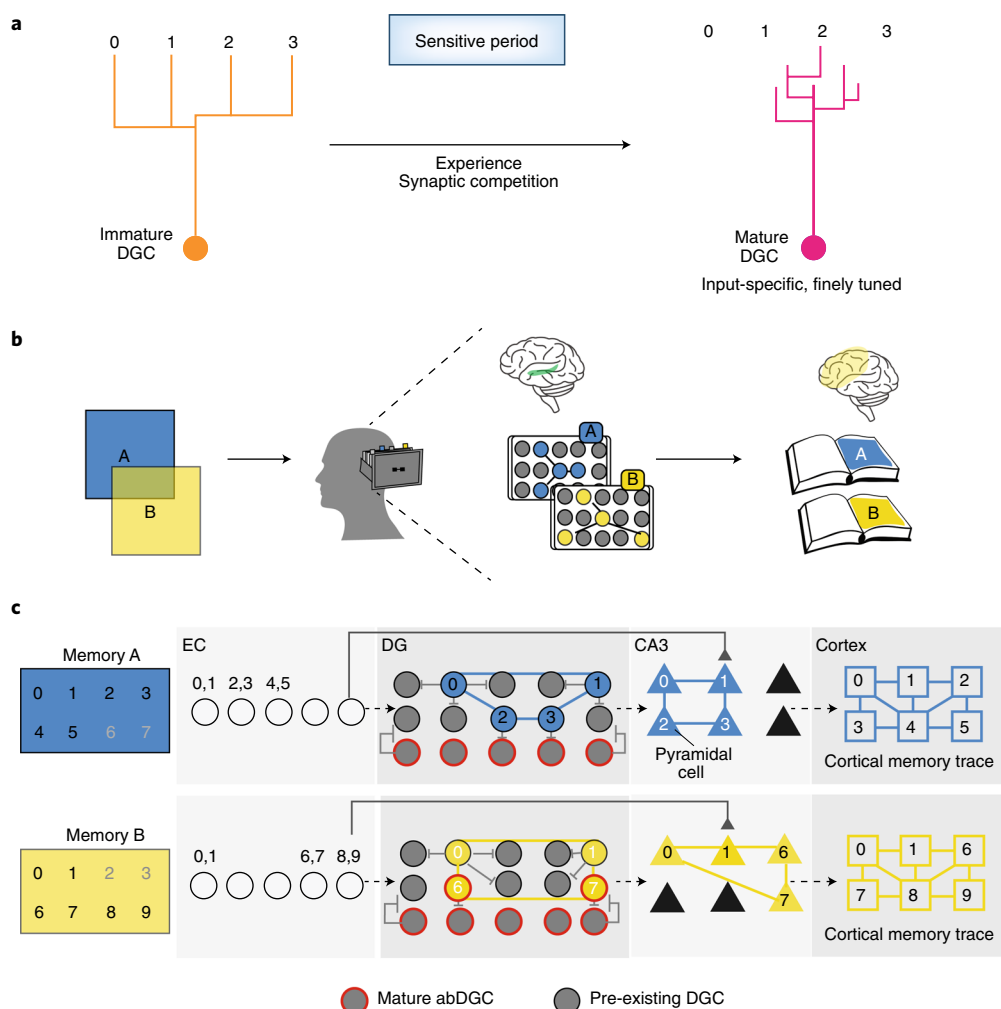 a
0 1 2 3
Sensitive period
0 1 2 3
Experience
Synaptic competition
Immature
DGC
Mature
DGC
Input-specific, finely tuned
b
A
B
A
B
A
B
c
Memory A
0 1 2 3
4 5 6 7
EC
0,1 2,3 4,5
DG
0 1
2 3
CA3
0 1
2 3
Pyramidal
cell
Cortex
0 1 2
3 4 5
Cortical memory trace
Memory B
0 1 2 3
6 7 8 9
0,1 6,7 8,9
0 1
6 7
0 1 6
7
0 1 6
7 8 9
Cortical memory trace
Mature abDGC
Pre-existing DGC